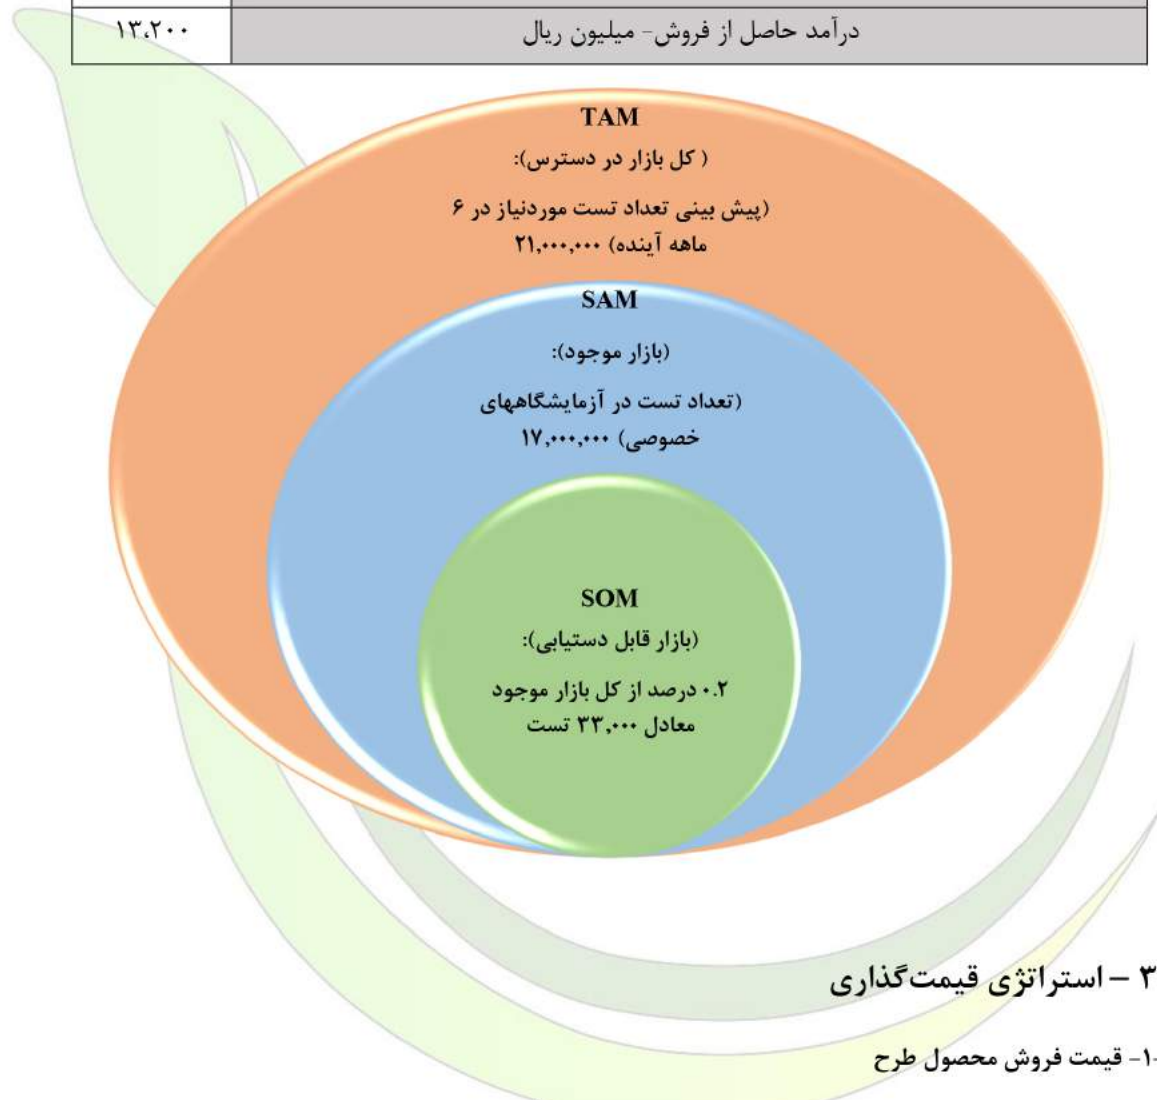 درآمد حاصل از فروش- میلیون ریال ۱۳،۲۰۰
TAM
( کل بازار در دسترس):
(پیش بینی تعداد تست موردنیاز در ۶
ماهه آینده) ۲۱,۰۰۰,۰۰۰
SAM
(بازار موجود):
(تعداد تست در آزمایشگاههای
خصوصی) ۱۷,۰۰۰,۰۰۰
SOM
(بازار قابل دستیابی):
۰.۲ درصد از کل بازار موجود
معادل ۳۳,۰۰۰ تست
۳ – استراتژی قیمت‌گذاری
-۱- قیمت فروش محصول طرح